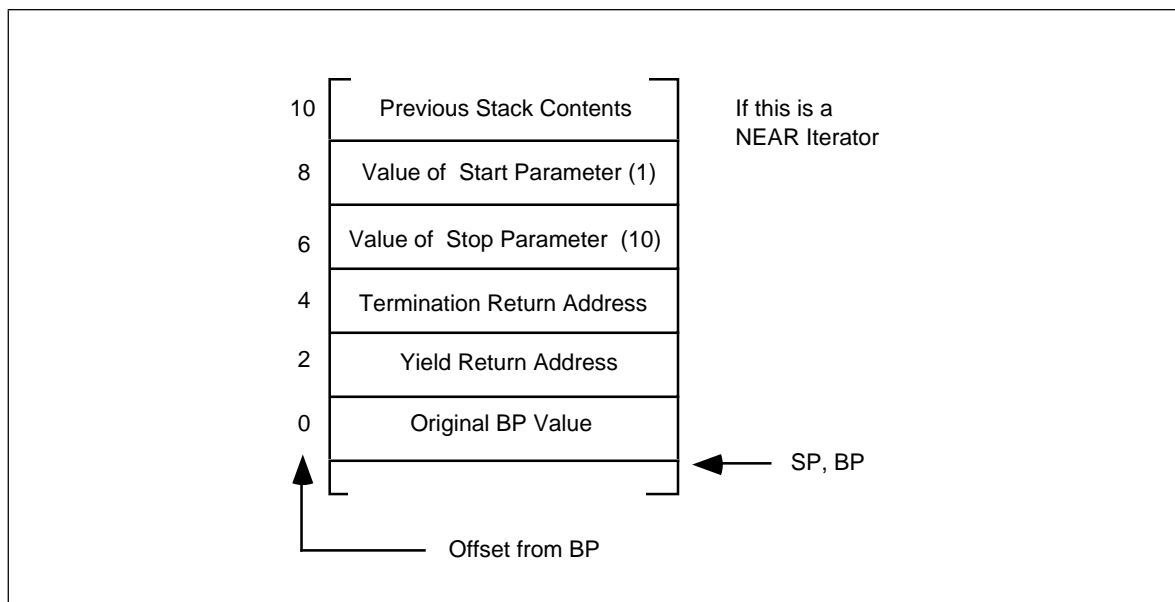 10
Previous Stack Contents
If this is a
NEAR Iterator
8
Value of Start Parameter (1)
6
Value of Stop Parameter (10)
4
Termination Return Address
2
Yield Return Address
0
Original BP Value
SP, BP
Offset from BP